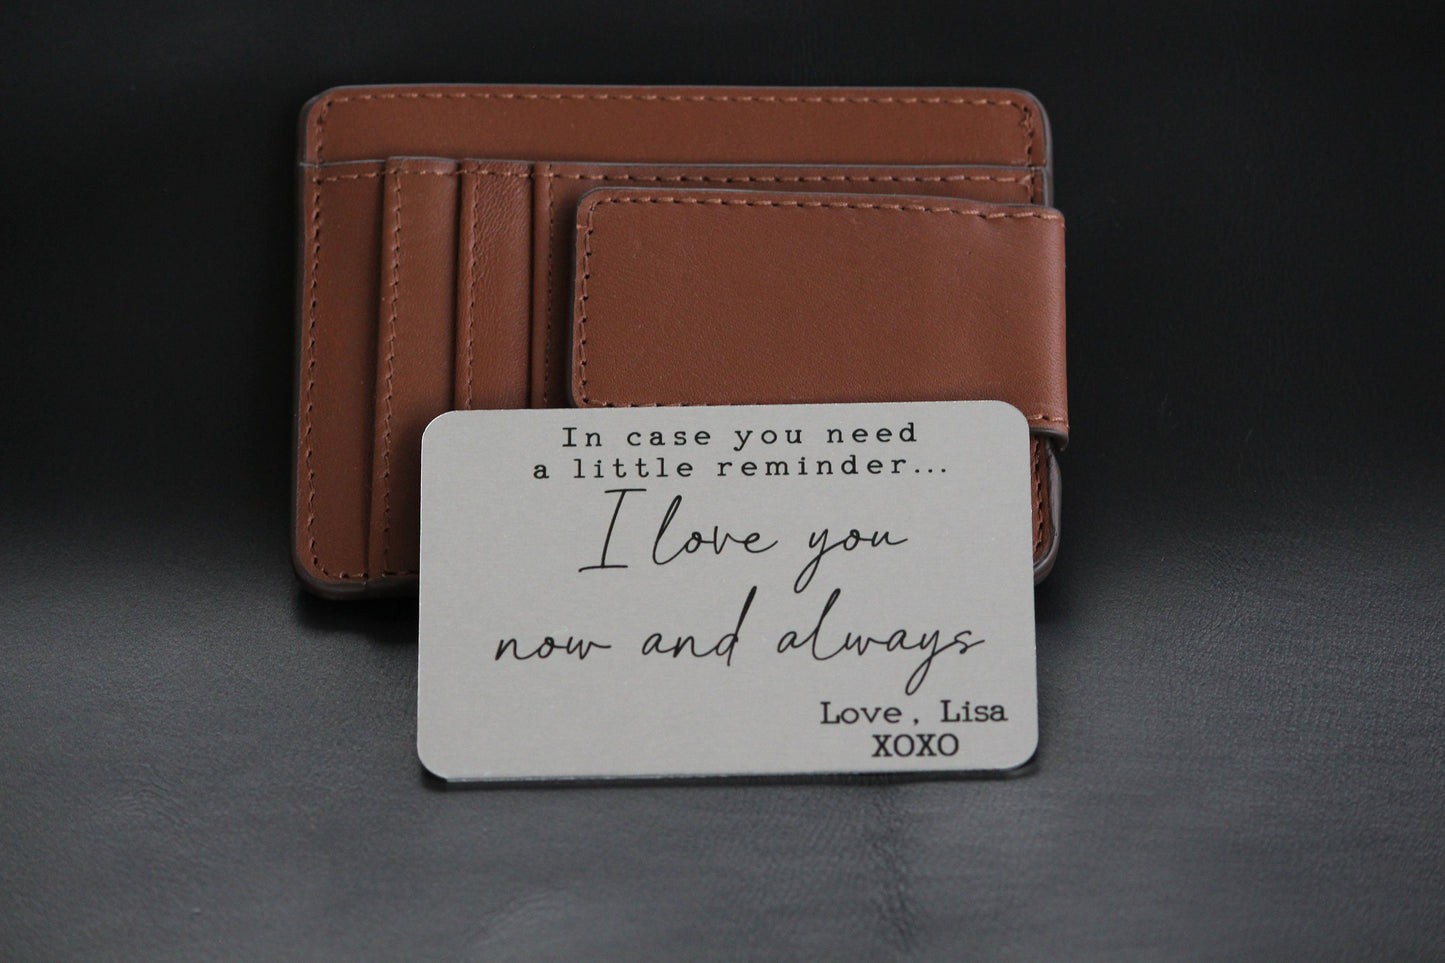 In case you need
a little reminder...
I love you
now and always
Love, Lisa
XOXO